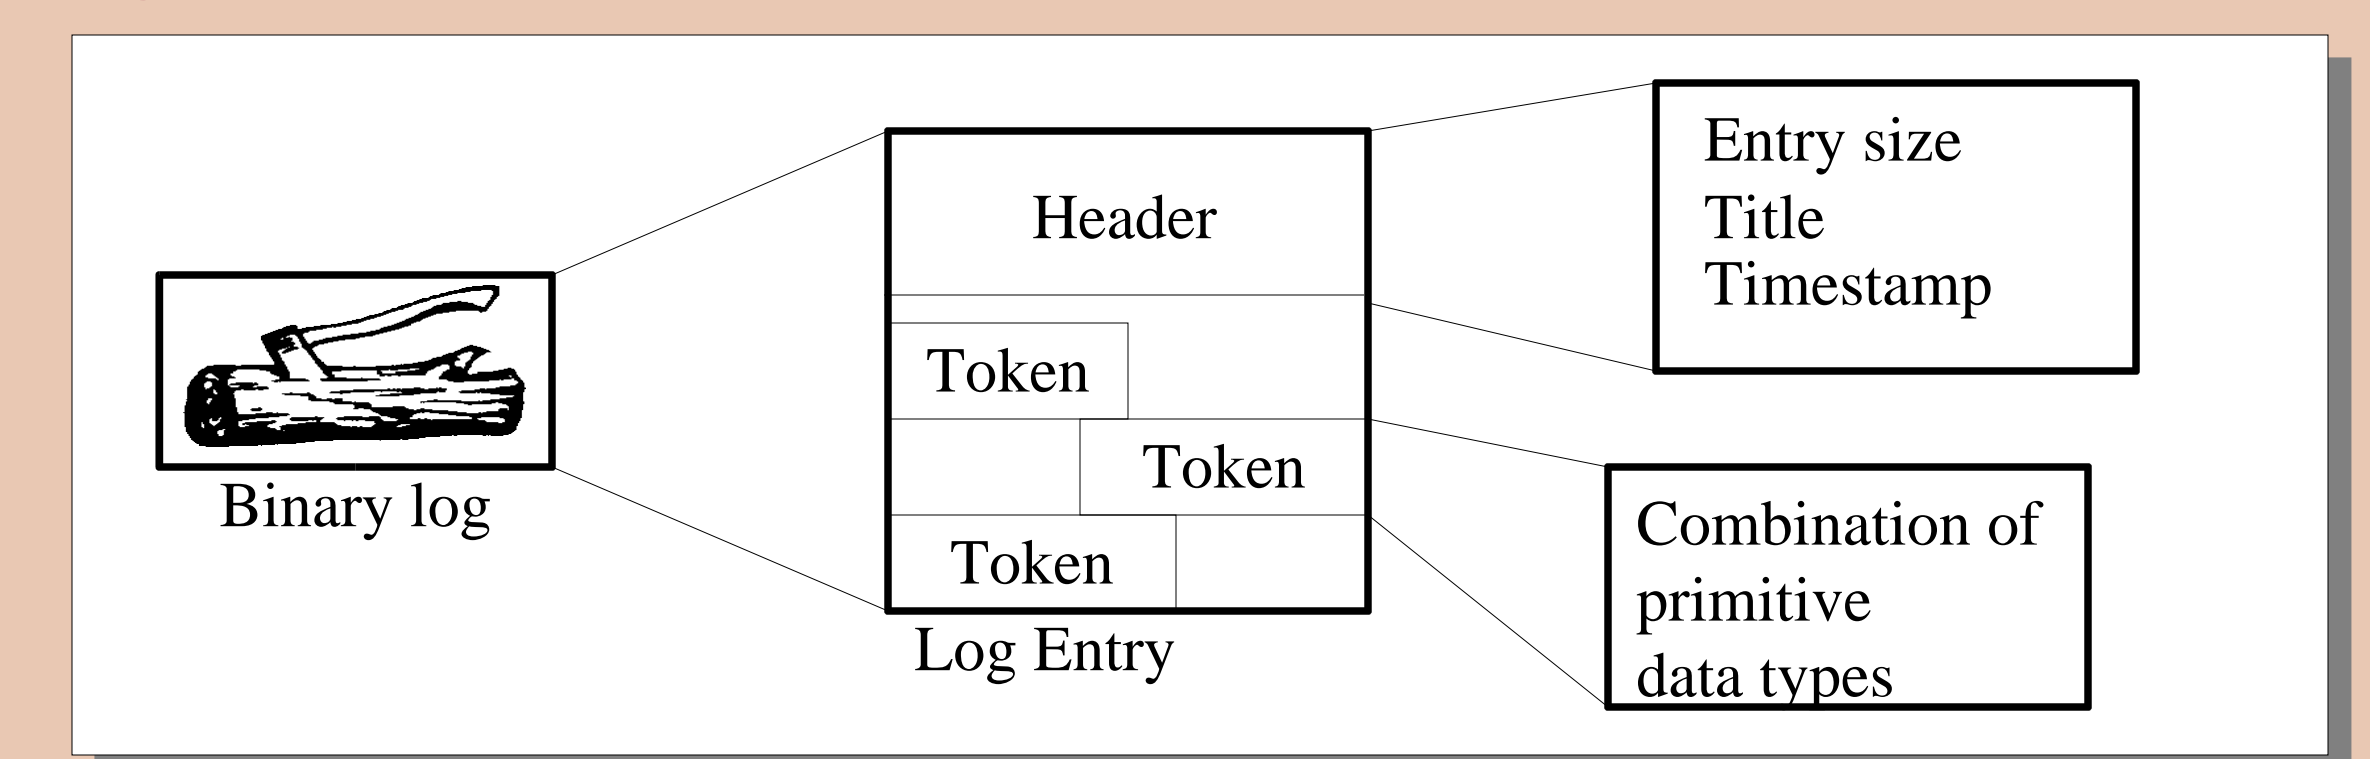 Binary log
Header
Token
Token
Token
Log Entry
Entry size
Title
Timestamp
Combination of
primitive
data types